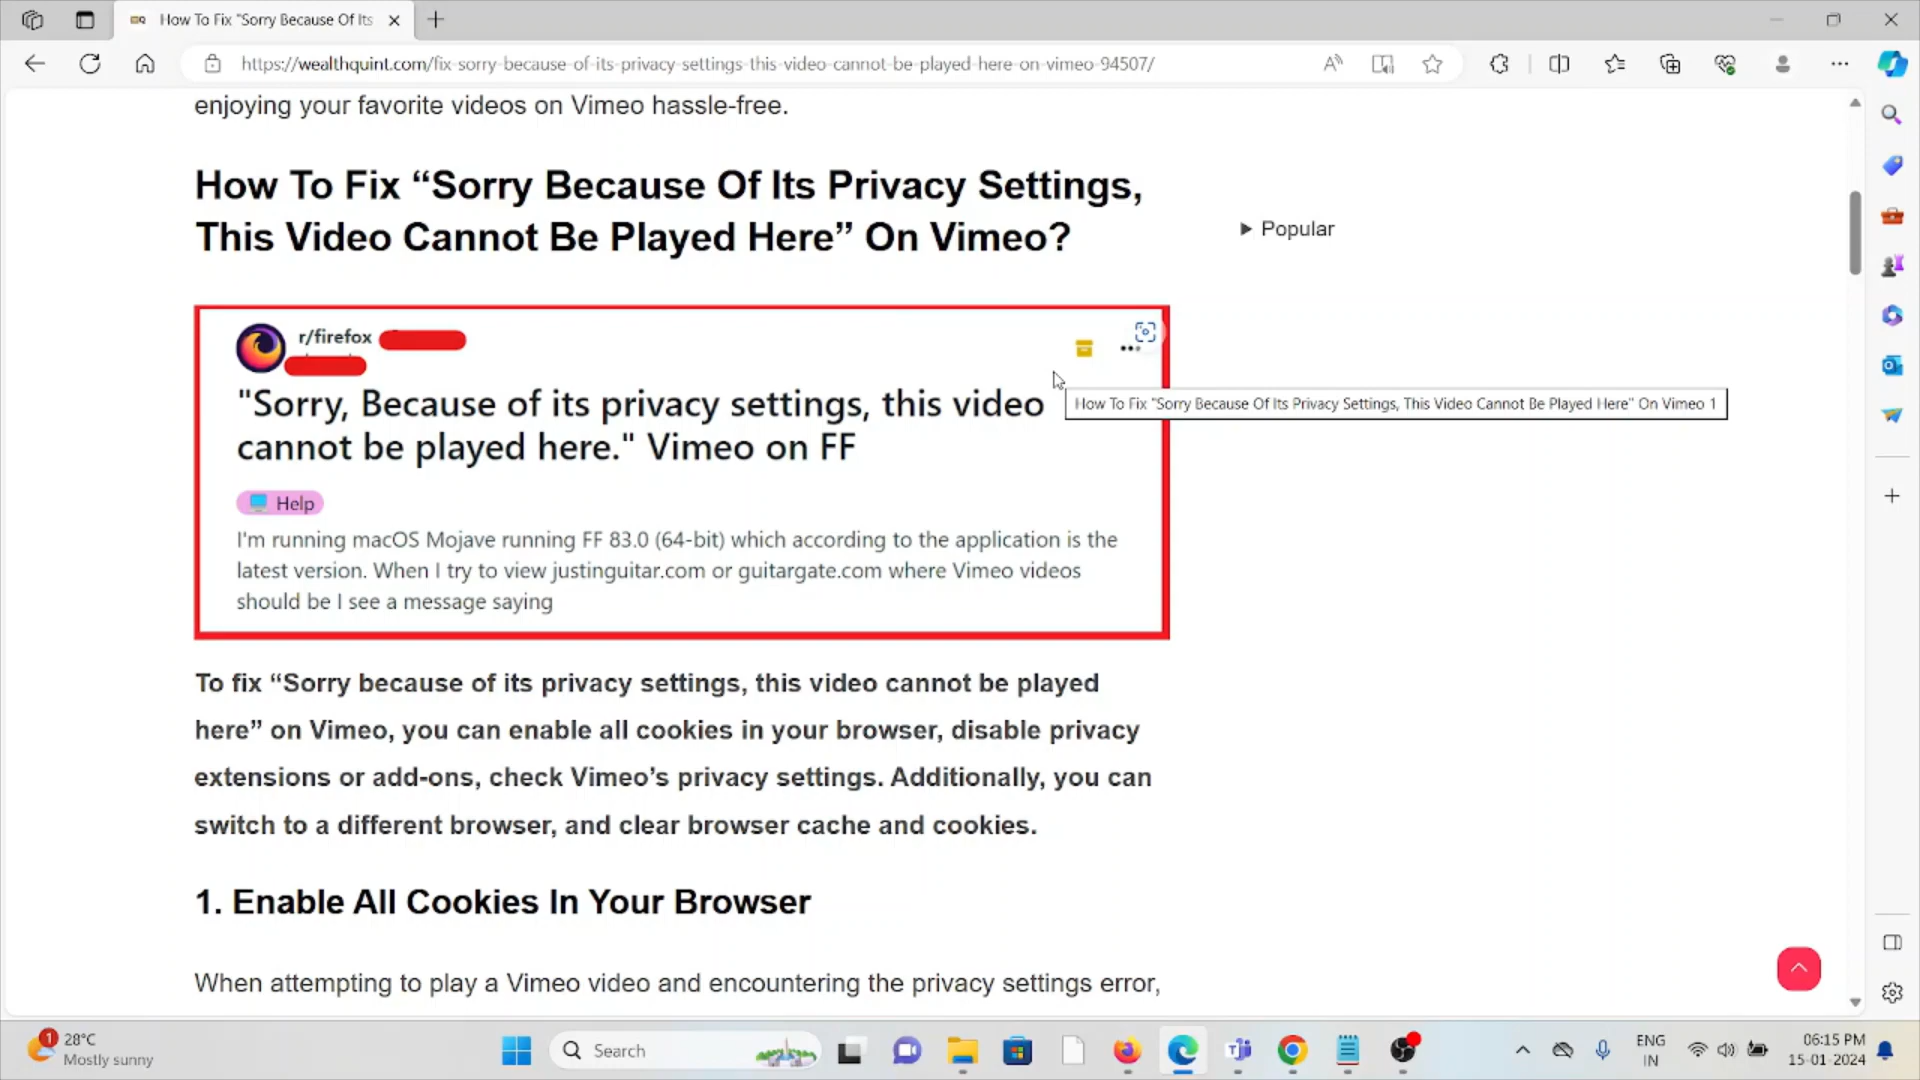 How To Fix "Sorry Because Of Its
https://wealthquint.com/fix-sorry-because-of-its-privacy-settings-this-video-cannot-be-played-here-on-vimeo-94507/
enjoying your favorite videos on Vimeo hassle-free.
How To Fix “Sorry Because Of Its Privacy Settings,
This Video Cannot Be Played Here” On Vimeo?
Popular
r/firefox
"Sorry, Because of its privacy settings, this video
cannot be played here." Vimeo on FF
How To Fix "Sorry Because Of Its Privacy Settings, This Video Cannot Be Played Here" On Vimeo 1
Help
I'm running macOS Mojave running FF 83.0 (64-bit) which according to the application is the
latest version. When I try to view justinguitar.com or guitargate.com where Vimeo videos
should be I see a message saying
To fix “Sorry because of its privacy settings, this video cannot be played
here” on Vimeo, you can enable all cookies in your browser, disable privacy
extensions or add-ons, check Vimeo’s privacy settings. Additionally, you can
switch to a different browser, and clear browser cache and cookies.
1. Enable All Cookies In Your Browser
When attempting to play a Vimeo video and encountering the privacy settings error,
1
28°C
Mostly sunny
Search
ENG
IN
06:15 PM
15-01-2024